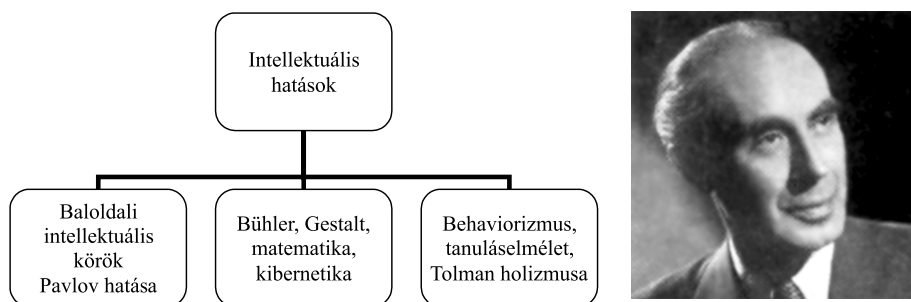 Intellektuális
hatások
Baloldali
intellektuális
körök
Pavlov hatása
Bühler, Gestalt,
matematika,
kibernetika
Behaviorizmus,
tanuláselmélet,
Tolman holizmusa